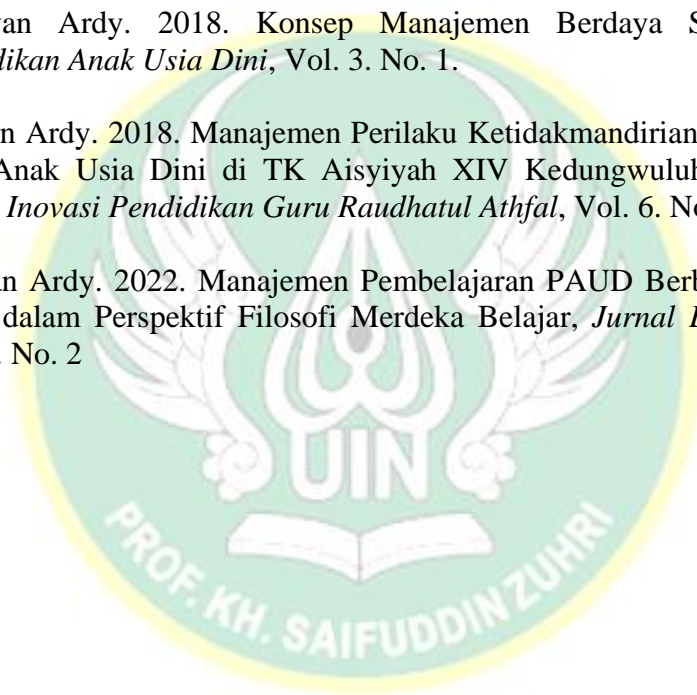 van Ardy. 2018. Konsep Manajemen Berdaya S
dikan Anak Usia Dini, Vol. 3. No. 1.
n Ardy. 2018. Manajemen Perilaku Ketidakmandirian
Anak Usia Dini di TK Aisyiyah XIV Kedungwuluh
Inovasi Pendidikan Guru Raudhatul Athfal, Vol. 6. No
an Ardy. 2022. Manajemen Pembelajaran PAUD Berb
dalam Perspektif Filosofi Merdeka Belajar, Jurnal
. No. 2
UIN
PROF. KH. SAIFUDDIN ZUHRI